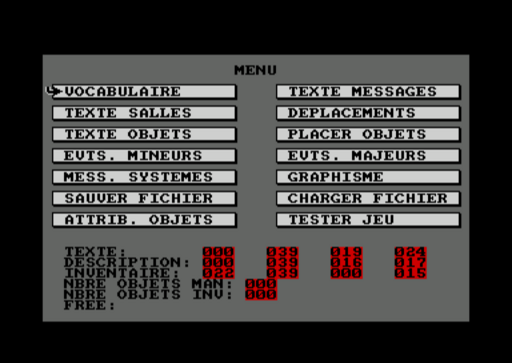 MENU
VOCABULAIRE TEXTE MESSAGES
TEXTE SALLES DEPLACEMENTS
TEXTE OBJETS PLACER OBJETS
EVTS. MINEURS EVTS. MAJEURS
MESS. SYSTEMES GRAPHISME
SAUVER FICHIER CHARGER FICHIER
ATTRIB. OBJETS TESTER JEU
TEXTE: 000 039 019 024
DESCRIPTION: 000 039 016 017
INVENTAIRE: 022 039 000 015
NBRE OBJETS MAN: 000
NBRE OBJETS INV: 000
FREE: